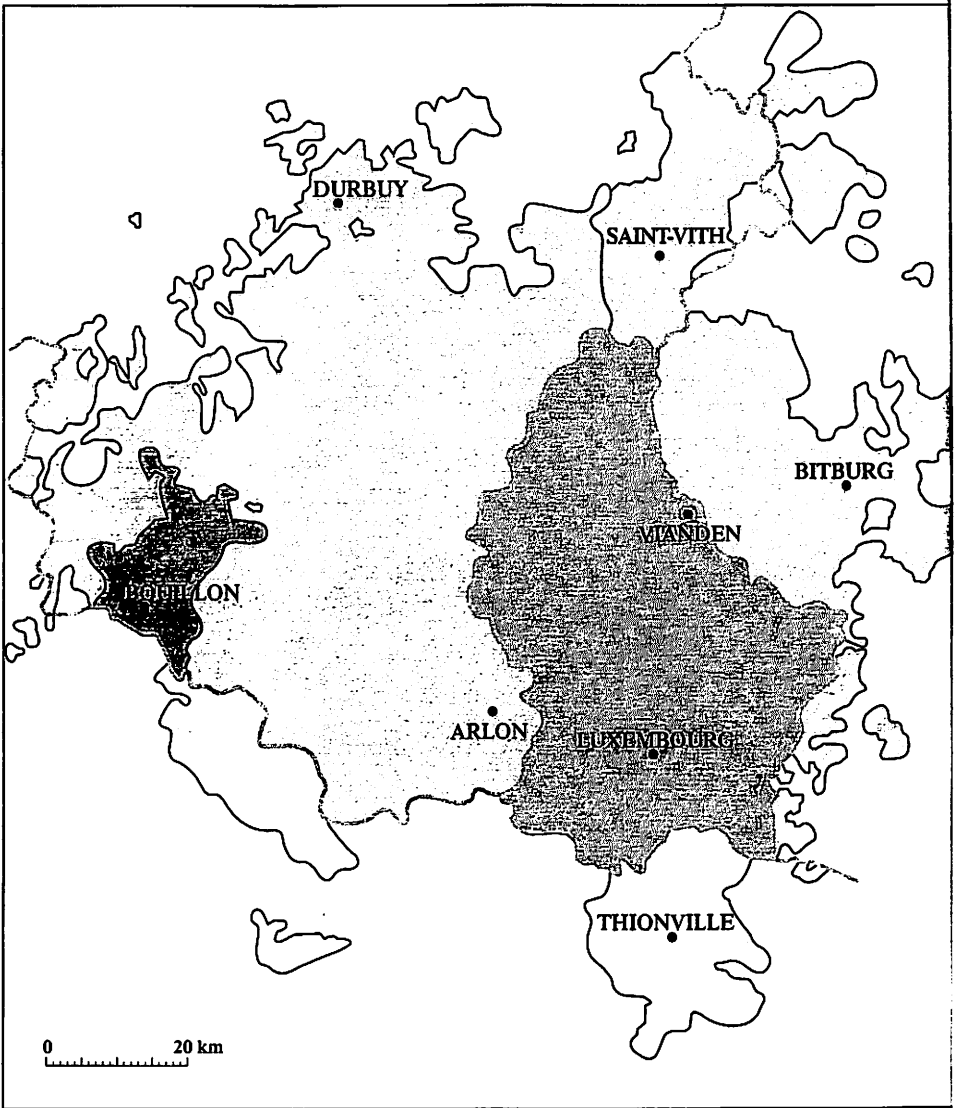 DURBUY
SAINT-VITH
BITBURG
VIANDEN
BOUILLON
ARLON
LUXEMBOURG
THIONVILLE
0 20 km